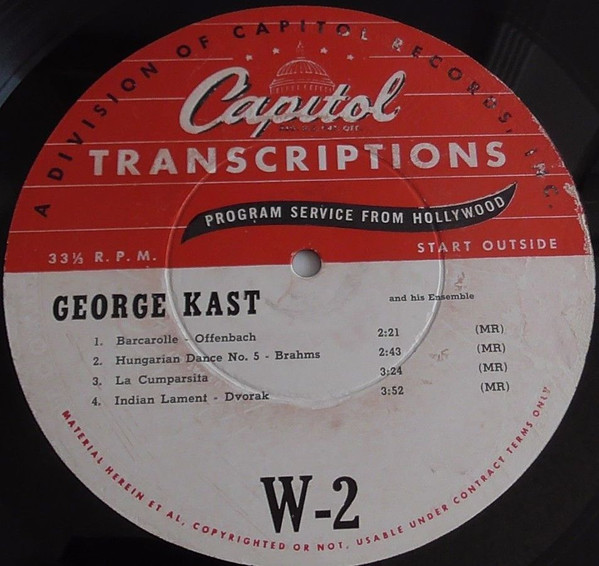 A DIVISION OF CAPITOL RECORDS, INC.
Capitol
TRANSCRIPTIONS
PROGRAM SERVICE FROM HOLLYWOOD
33⅓ R.P.M.
START OUTSIDE
GEORGE KAST and his Ensemble
1. Barcarolle - Offenbach 2:21 (MR)
2. Hungarian Dance No. 5 - Brahms 2:43 (MR)
3. La Cumparsita 3:24 (MR)
4. Indian Lament - Dvorak 3:52 (MR)
W-2
MATERIAL HEREIN ET AL, COPYRIGHTED OR NOT, USABLE UNDER CONTRACT TERMS ONLY